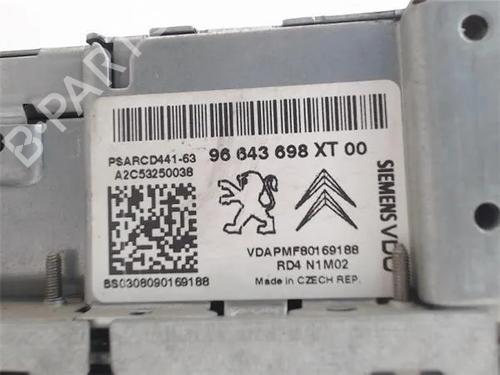 PSARCD441-63 96 643 698 XT 00
A2C53250038
SIEMENS VDO
VDAPMF80169188
RD4 N1M02
BS0308090169188
Made in CZECH REP.
B-PARTS